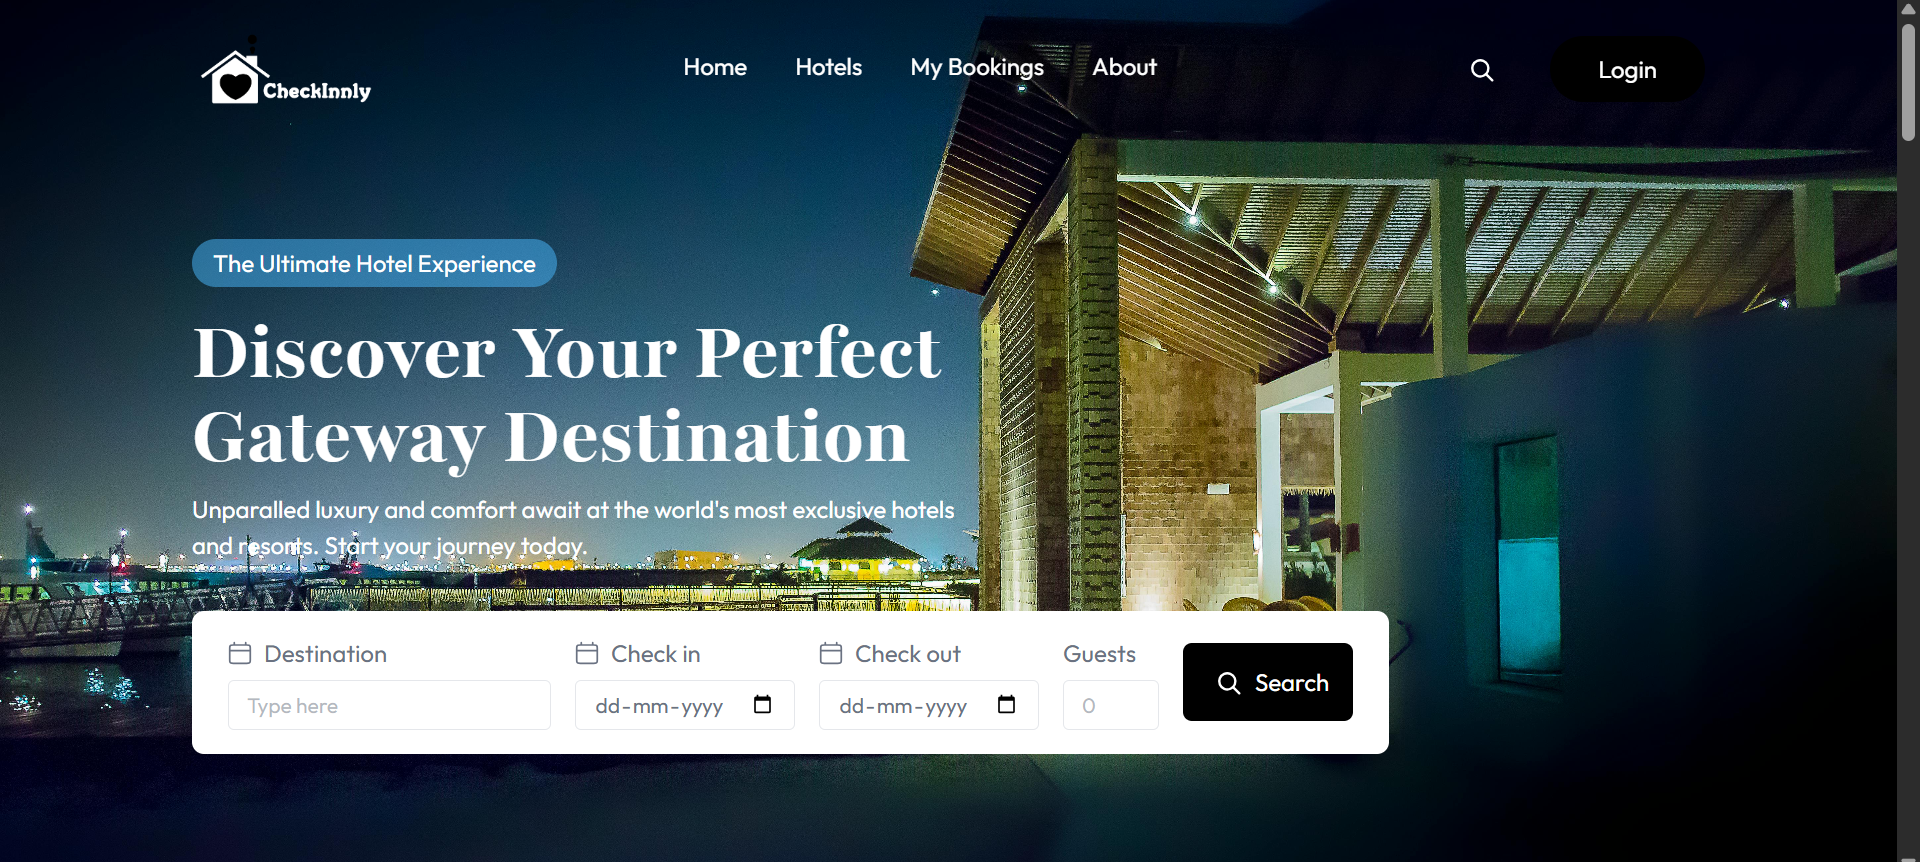 CheckInnly
Home Hotels My Bookings About
Login
The Ultimate Hotel Experience
Discover Your Perfect
Gateway Destination
Unparalled luxury and comfort await at the world's most exclusive hotels
and resorts. Start your journey today.
Destination Check in Check out Guests
Type here dd-mm-yyyy dd-mm-yyyy 0
Search